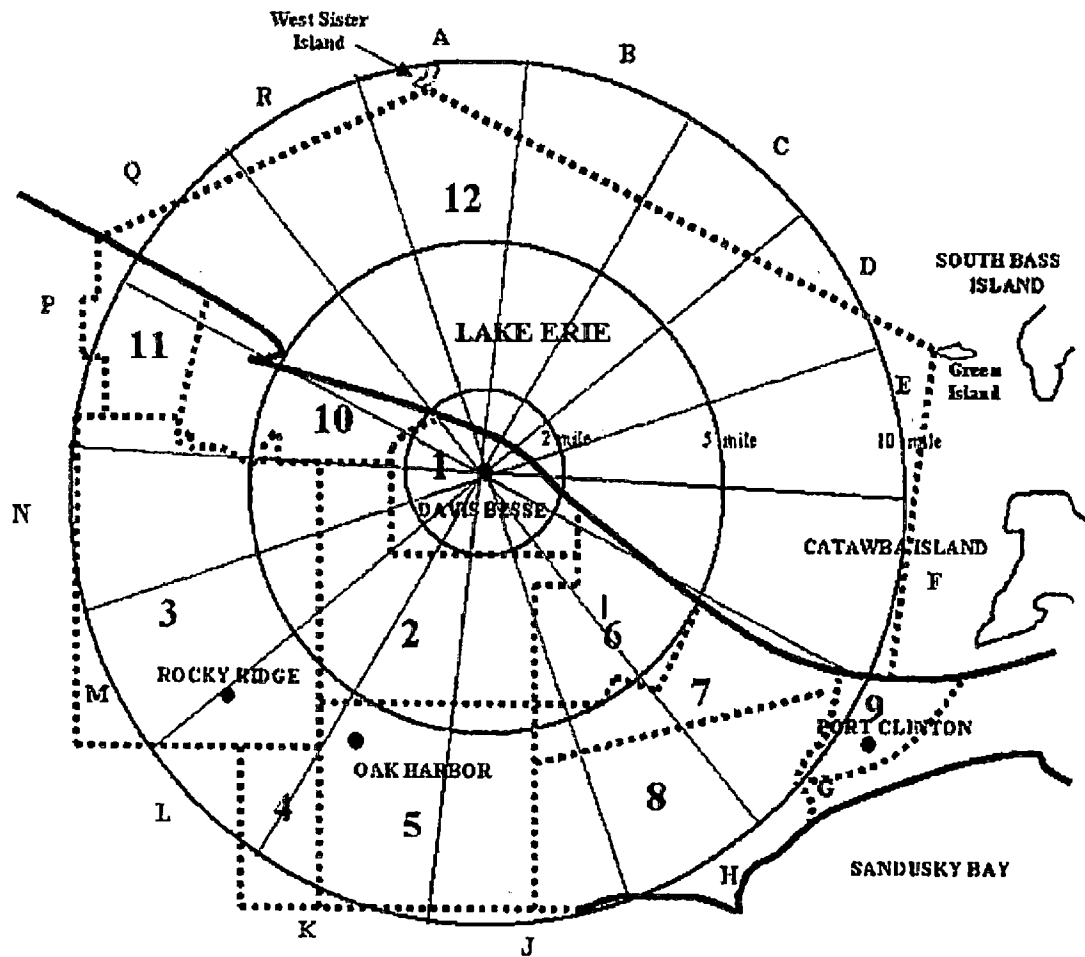 West Sister
Island
A
B
R
C
Q
12
D
SOUTH BASS
ISLAND
P
LAKE ERIE
11
Green
Island
E
10
2 mile
5 mile
10 mile
1
DAVIS BESSE
N
CATAWBA ISLAND
F
3
2
6
ROCKY RIDGE
M
7
9
PORT CLINTON
OAK HARBOR
G
L
4
5
8
H
SANDUSKY BAY
K
J